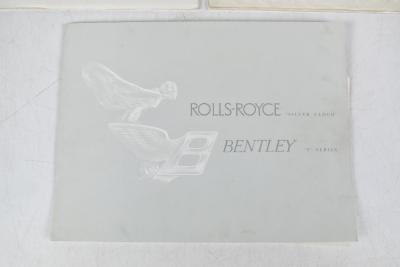 ROLLS-ROYCE "SILVER CLOUD"
BENTLEY "S" SERIES